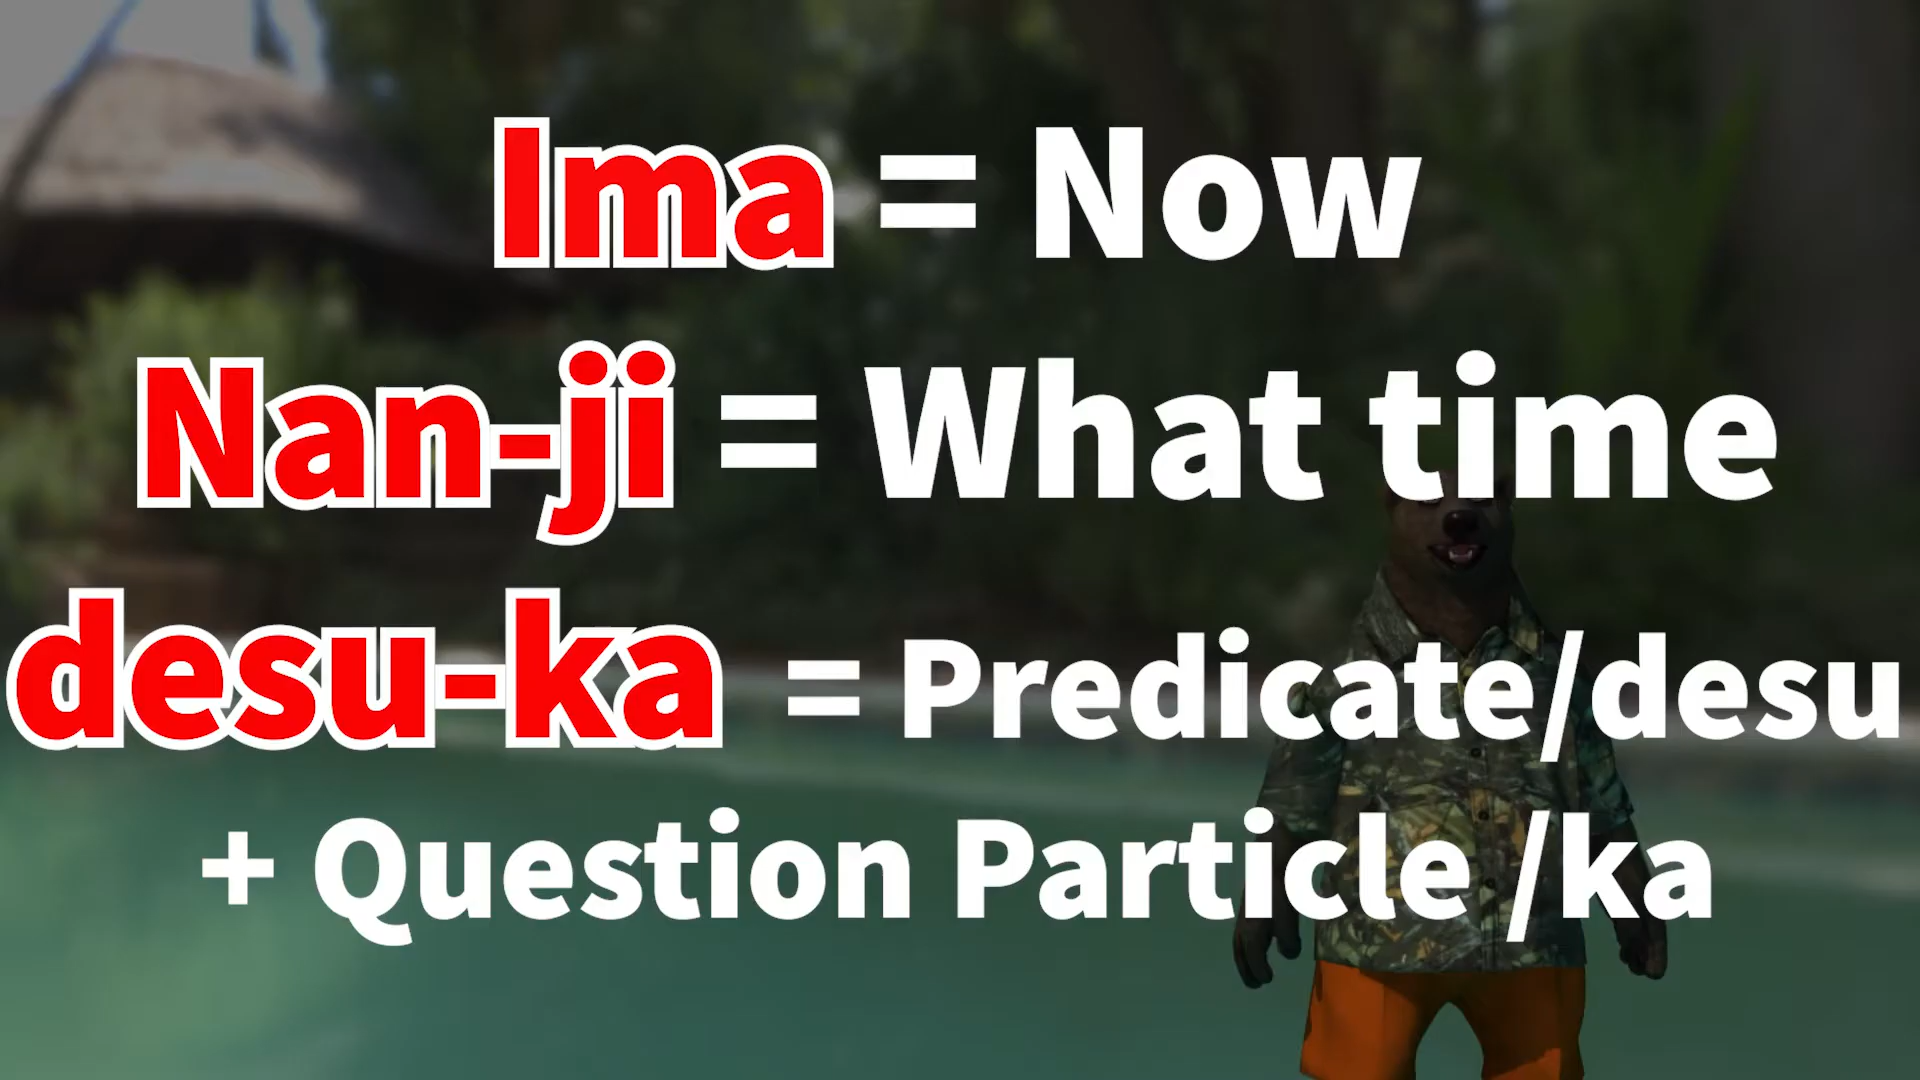 Ima = Now
Nan-ji = What time
desu-ka = Predicate/desu
+ Question Particle /ka